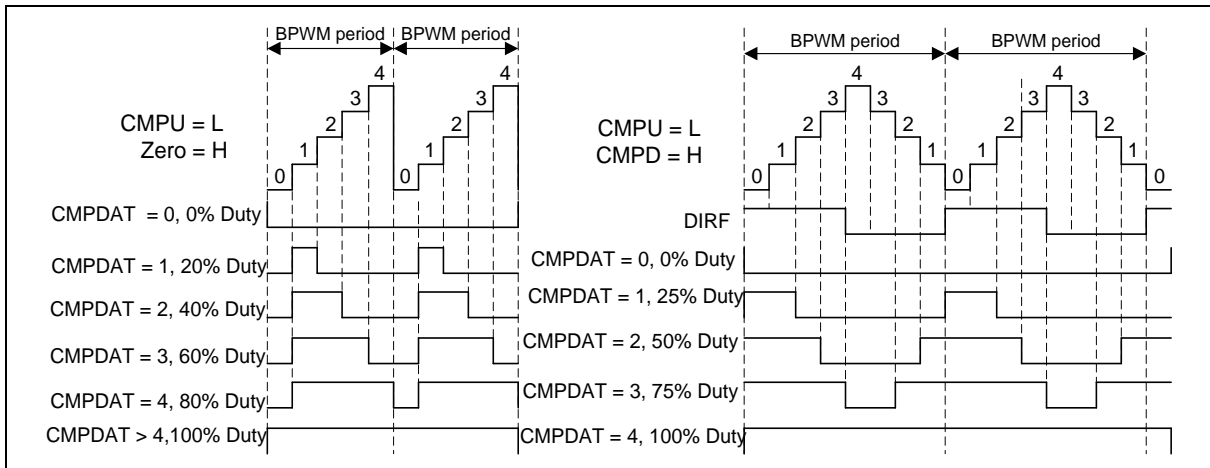 BPWM period BPWM period
4 4
3 3
2 2
1 1
0 0
CMPU = L
Zero = H
CMPDAT = 0, 0% Duty
CMPDAT = 1, 20% Duty
CMPDAT = 2, 40% Duty
CMPDAT = 3, 60% Duty
CMPDAT = 4, 80% Duty
CMPDAT > 4,100% Duty
BPWM period BPWM period
4 4
3 3 3 3
2 2 2 2
1 1 1 1
0 0 0
CMPU = L
CMPD = H
DIRF
CMPDAT = 0, 0% Duty
CMPDAT = 1, 25% Duty
CMPDAT = 2, 50% Duty
CMPDAT = 3, 75% Duty
CMPDAT = 4, 100% Duty